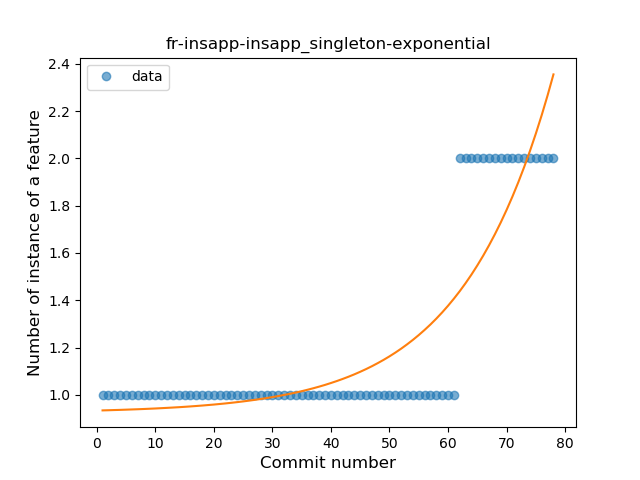 fr-insapp-insapp_singleton-exponential
data
Number of instance of a feature
2.4
2.2
2.0
1.8
1.6
1.4
1.2
1.0
0 10 20 30 40 50 60 70 80
Commit number